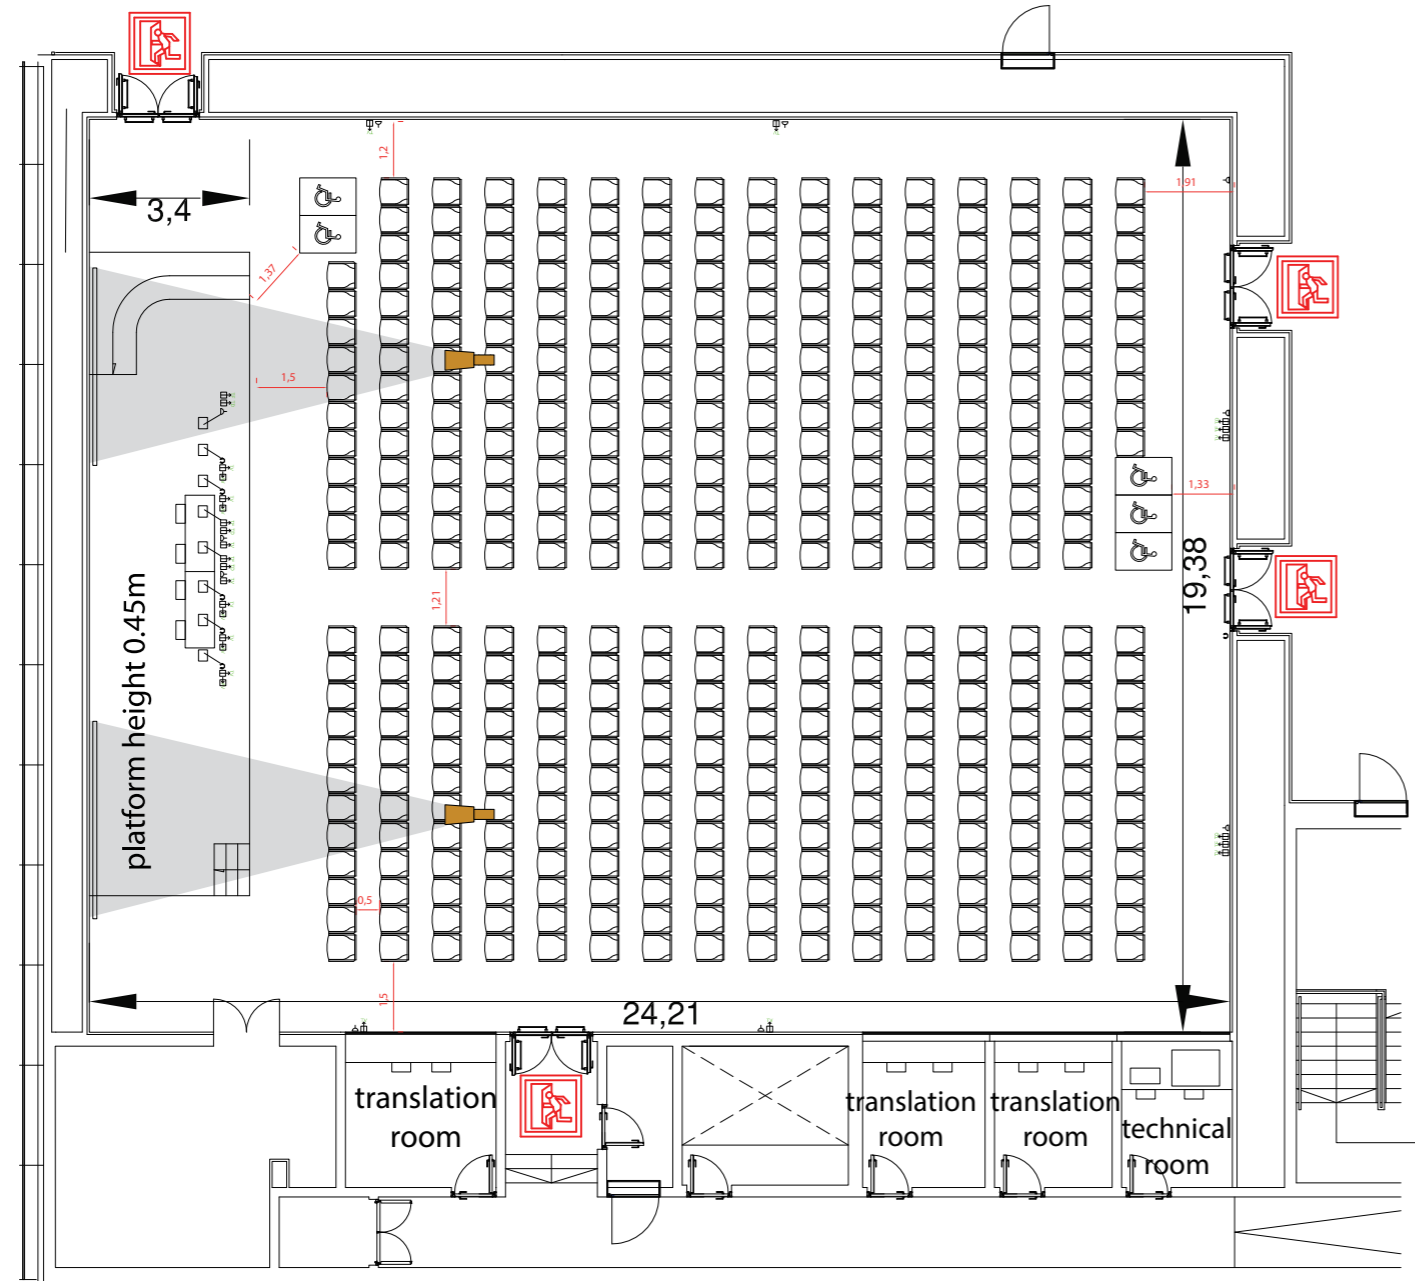 1,2
1,91
3,4
1,37
1,5
1,33
19,38
1,21
platform height 0.45m
0,5
1,5
24,21
translation
room
translation
room
translation
room
technical
room